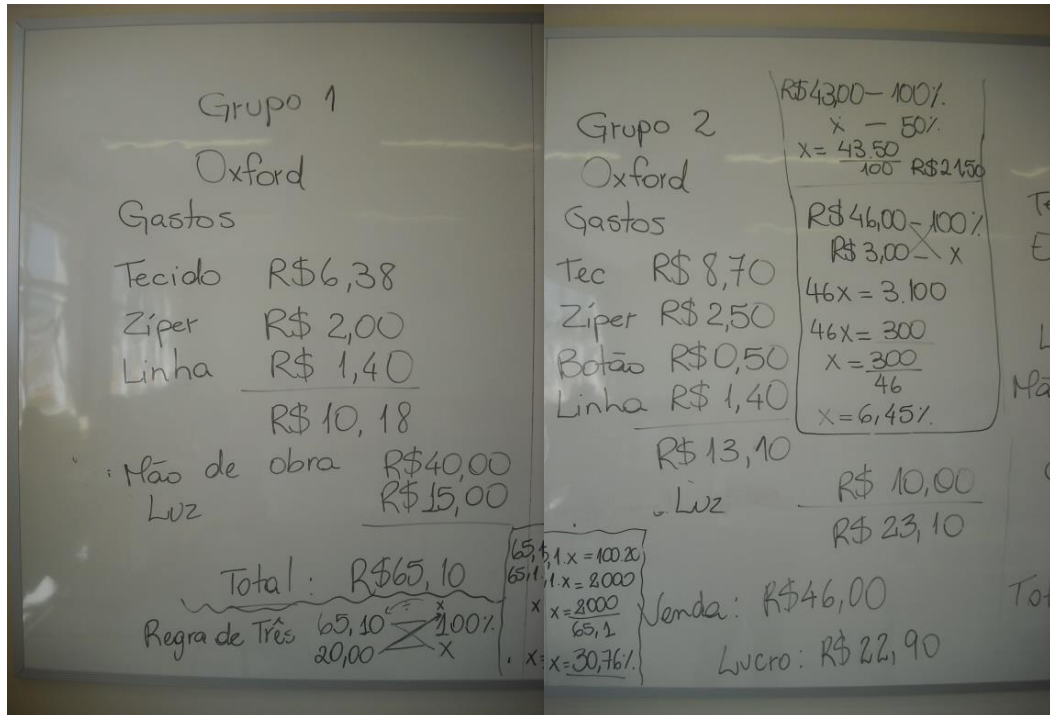 Grupo 1
Oxford
Gastos
Tecido R$6,38
Zíper R$ 2,00
Linha R$ 1,40
R$ 10,18
Mão de obra R$40,00
Luz R$15,00
Total: R$65,10
Regra de Três 65,10 100%
20,00 X
65,1.x = 100.20
65,1.x = 2000
x = 2000
65,1
x = 30,76%
Grupo 2
Oxford
Gastos
Tec R$ 8,70
Zíper R$ 2,50
Botão R$ 0,50
Linha R$ 1,40
R$ 13,10
Luz R$ 10,00
R$ 23,10
Venda: R$46,00
Lucro: R$ 22,90
R$43,00 - 100%
x - 50%
x = 43.50
100 R$21,50
R$46,00 - 100%
R$ 3,00 - x
46x = 3.100
46x = 300
x = 300
46
x = 6,45%